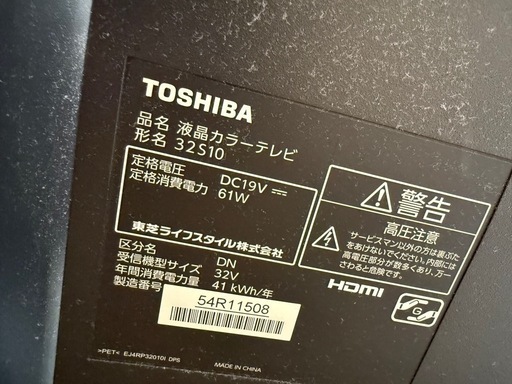 TOSHIBA
品名 液晶カラーテレビ
形名 32S10
定格電圧 DC19V
定格消費電力 61W
東芝ライフスタイル株式会社
区分名 DN
受信機型サイズ 32V
年間消費電力量 41 kWh/年
製造番号
54R11508
>PET< EJ4RP32010I DPS
MADE IN CHINA
警告
高圧注意
サービスマン以外の方は裏ぶた
をあけないでください。内部には
高圧部分が数多くあり、万一
さわると危険です。
HDMI
G